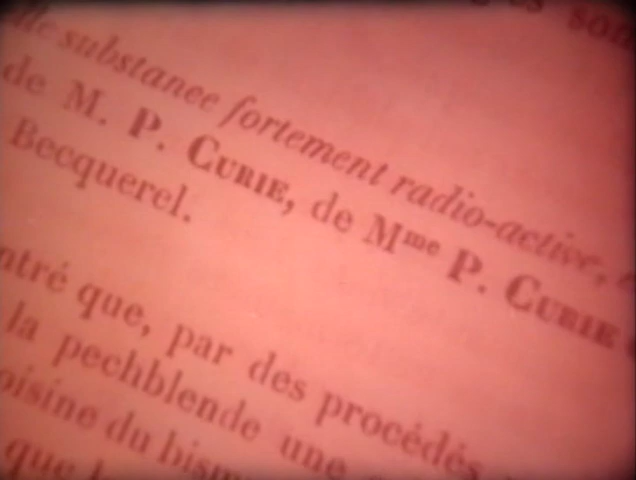 substance fortement radio-active,
de M. P. CURIE, de Mme P. CURIE
Becquerel.
ntré que, par des procédés
la pechblende une
oisine du bism
que